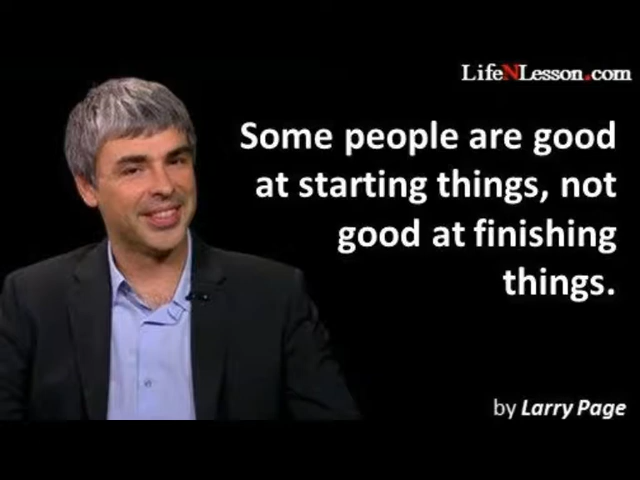 LifeNLesson.com
Some people are good
at starting things, not
good at finishing
things.
by Larry Page